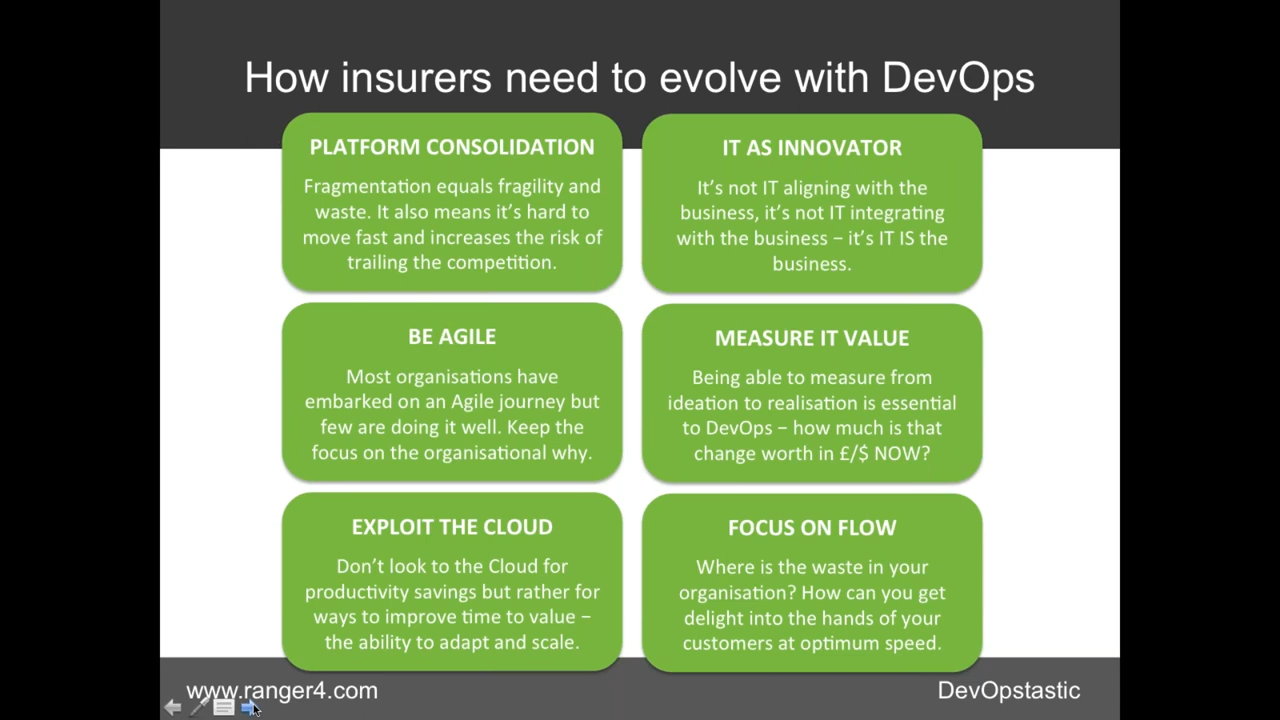 How insurers need to evolve with DevOps
PLATFORM CONSOLIDATION
Fragmentation equals fragility and
waste. It also means it's hard to
move fast and increases the risk of
trailing the competition.
IT AS INNOVATOR
It's not IT aligning with the
business, it's not IT integrating
with the business – it's IT IS the
business.
BE AGILE
Most organisations have
embarked on an Agile journey but
few are doing it well. Keep the
focus on the organisational why.
MEASURE IT VALUE
Being able to measure from
ideation to realisation is essential
to DevOps – how much is that
change worth in £/$ NOW?
EXPLOIT THE CLOUD
Don't look to the Cloud for
productivity savings but rather for
ways to improve time to value –
the ability to adapt and scale.
FOCUS ON FLOW
Where is the waste in your
organisation? How can you get
delight into the hands of your
customers at optimum speed.
www.ranger4.com
DevOpstastic